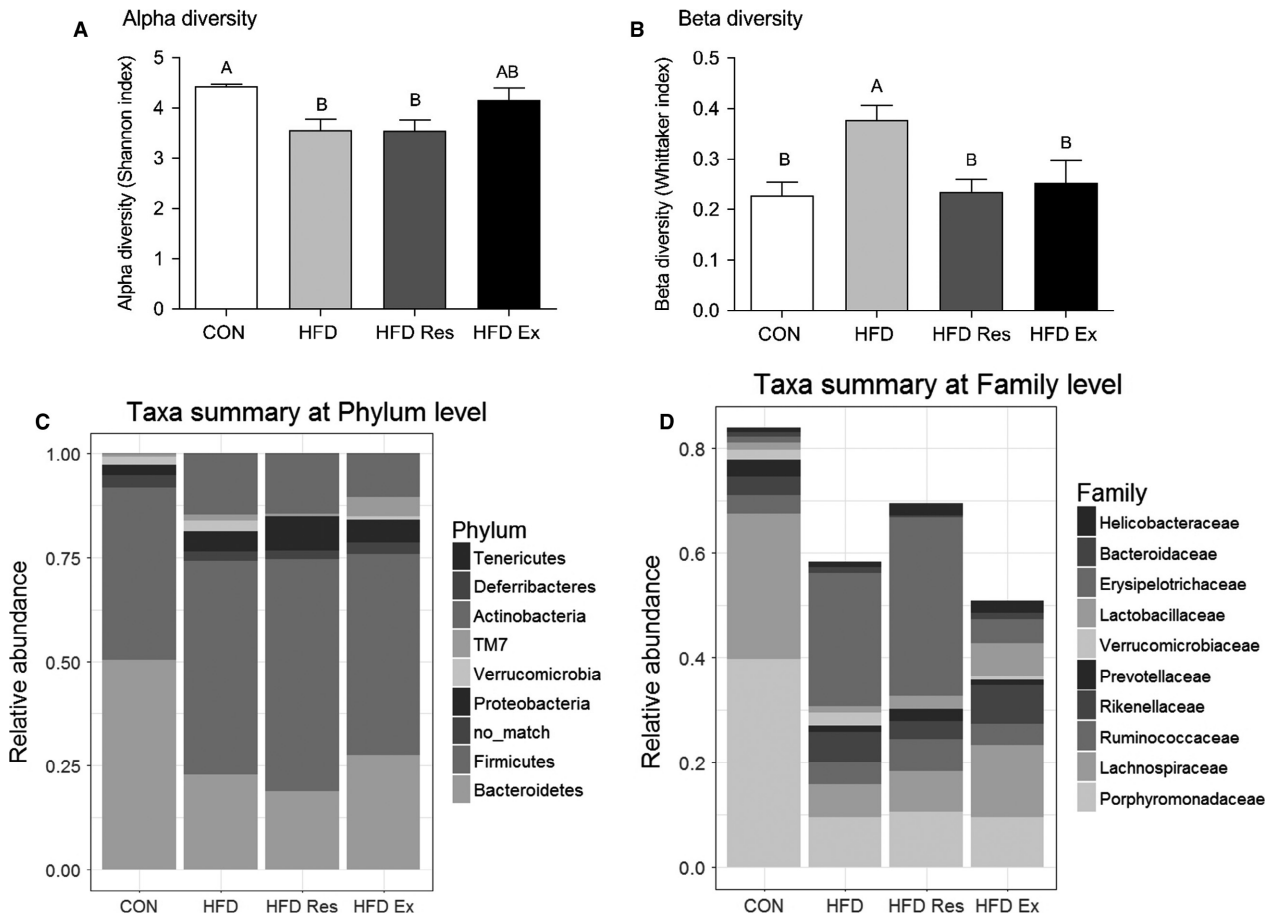 A Alpha diversity
Alpha diversity (Shannon index)
5
4
3
2
1
0
A
B
B
AB
CON HFD HFD Res HFD Ex
B Beta diversity
Beta diversity (Whittaker index)
0.5
0.4
0.3
0.2
0.1
0.0
B
A
B
B
CON HFD HFD Res HFD Ex
C Taxa summary at Phylum level
Relative abundance
1.00
0.75
0.50
0.25
0.00
CON HFD HFD Res HFD Ex
Phylum
Tenericutes
Deferribacteres
Actinobacteria
TM7
Verrucomicrobia
Proteobacteria
no_match
Firmicutes
Bacteroidetes
D Taxa summary at Family level
Relative abundance
0.8
0.6
0.4
0.2
0.0
CON HFD HFD Res HFD Ex
Family
Helicobacteraceae
Bacteroidaceae
Erysipelotrichaceae
Lactobacillaceae
Verrucomicrobiaceae
Prevotellaceae
Rikenellaceae
Ruminococcaceae
Lachnospiraceae
Porphyromonadaceae